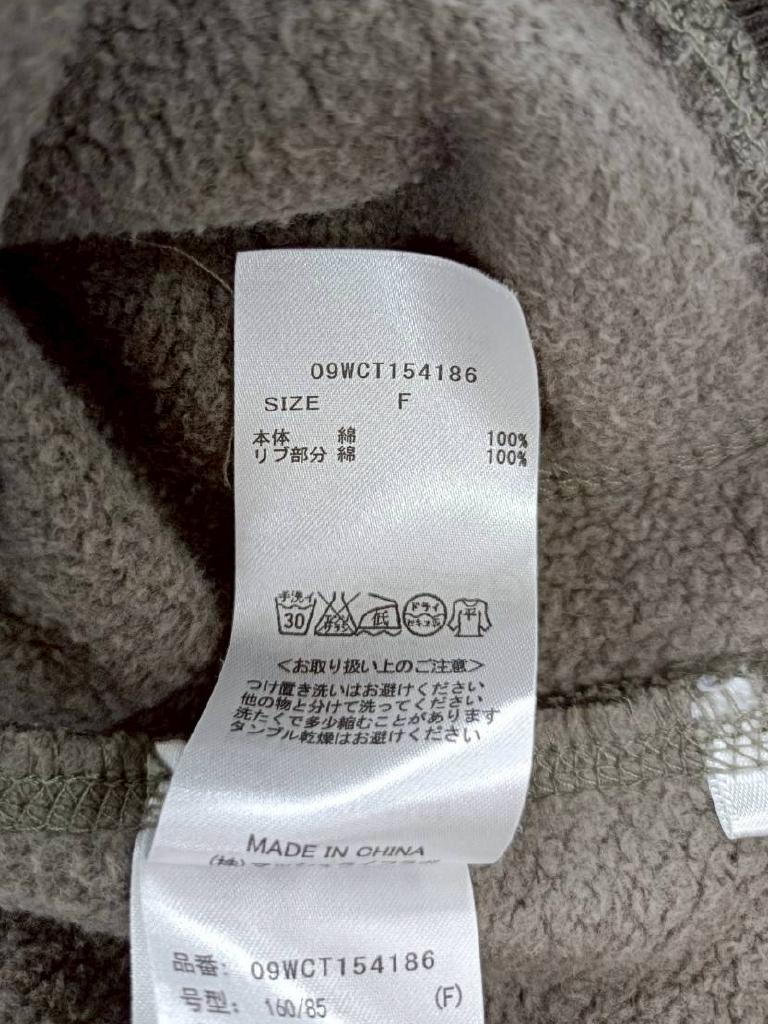 09WCT154186
SIZE F
本体 綿 100%
リブ部分 綿 100%
手洗イ
30
低
ドライ
セキユ系
平
<お取り扱い上のご注意>
つけ置き洗いはお避けください
他の物と分けて洗ってください
洗たくで多少縮むことがあります
タンブル乾燥はお避けください
MADE IN CHINA
(株)
品番: 09WCT154186
号型: 160/85 (F)